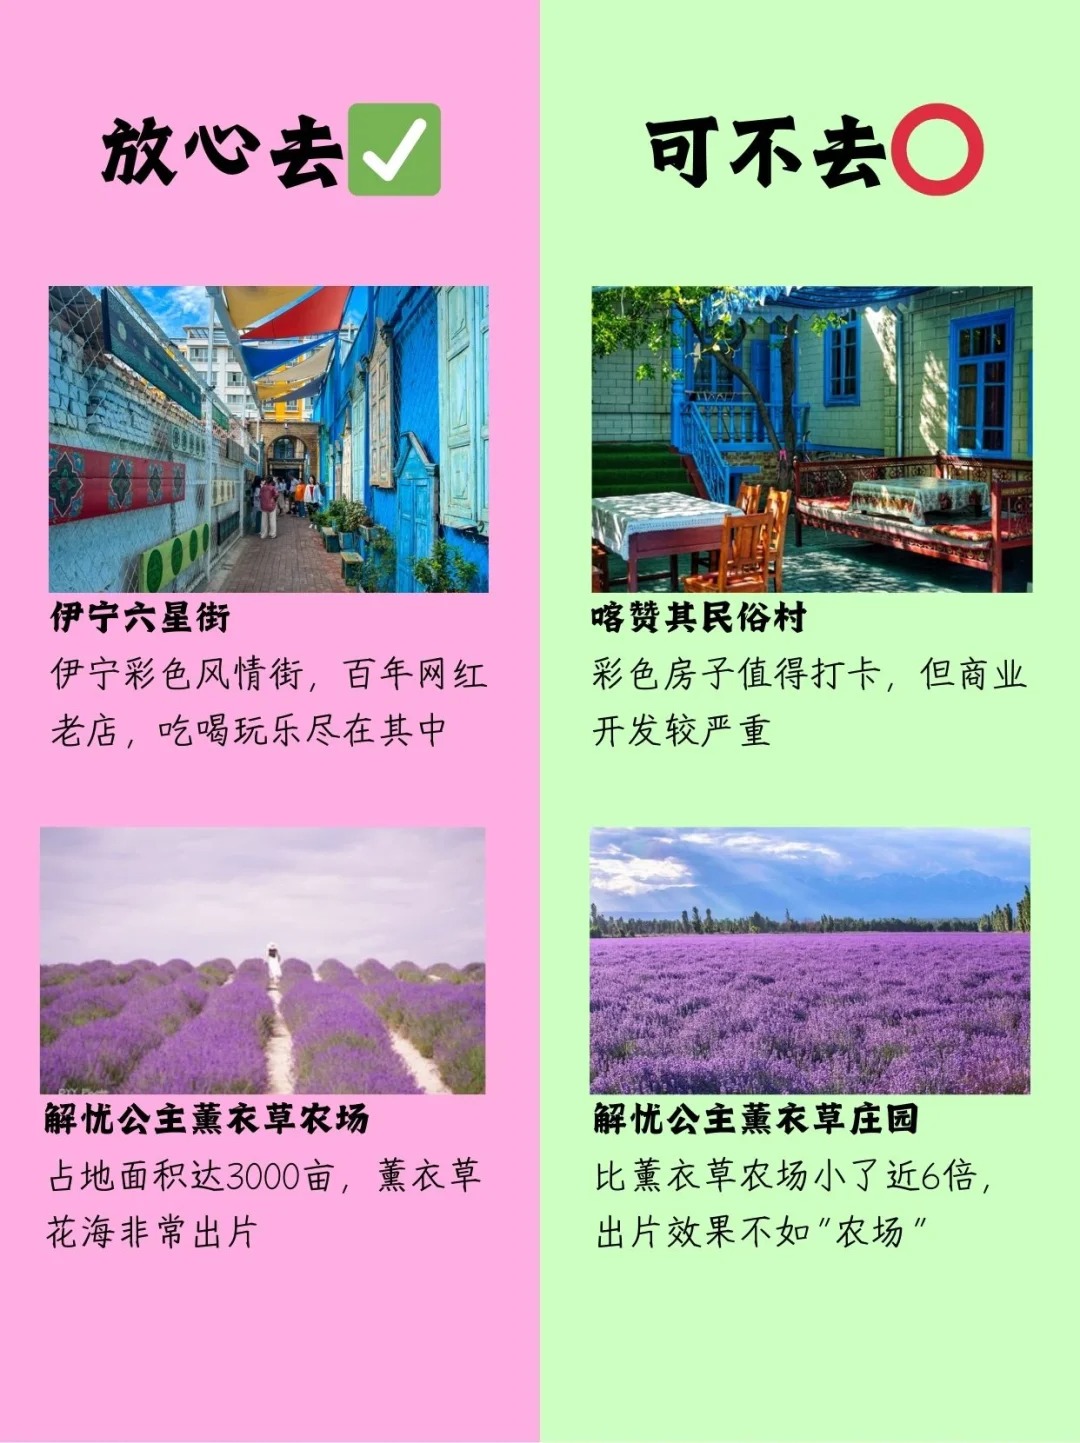 放心去✅
伊宁六星街
伊宁彩色风情街，百年网红
老店，吃喝玩乐尽在其中
解忧公主薰衣草农场
占地面积达3000亩，薰衣草
花海非常出片
可不去⭕
喀赞其民俗村
彩色房子值得打卡，但商业
开发较严重
解忧公主薰衣草庄园
比薰衣草农场小了近6倍，
出片效果不如“农场”